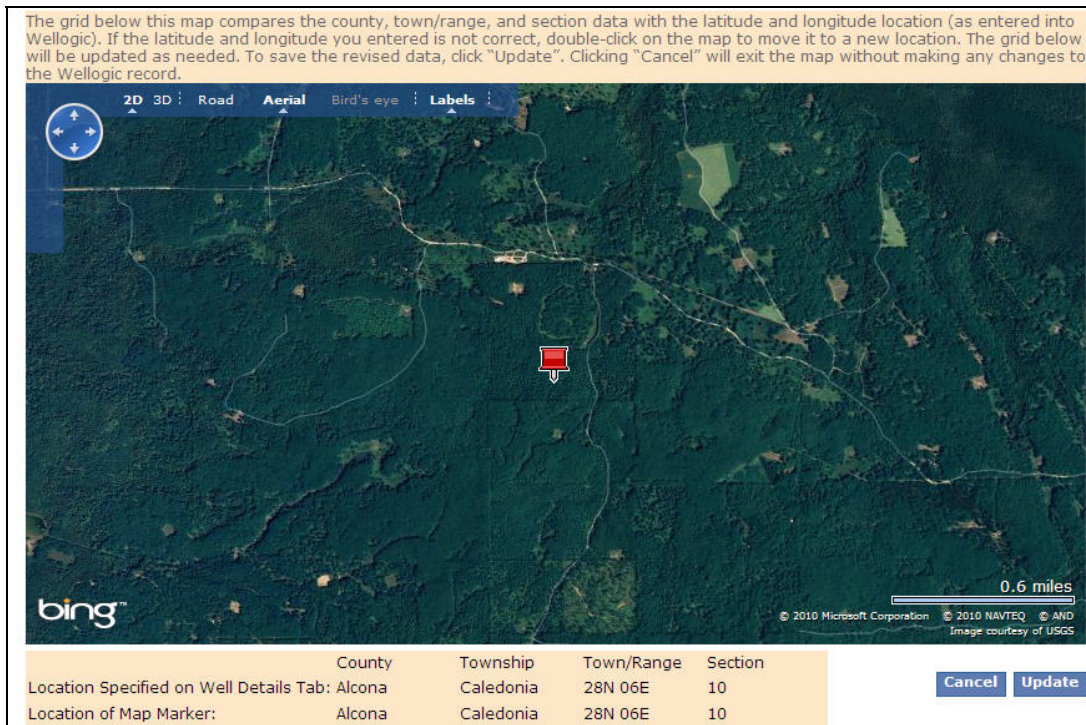 The grid below this map compares the county, town/range, and section data with the latitude and longitude location (as entered into
Wellogic). If the latitude and longitude you entered is not correct, double-click on the map to move it to a new location. The grid below
will be updated as needed. To save the revised data, click "Update". Clicking "Cancel" will exit the map without making any changes to
the Wellogic record.
2D 3D Road Aerial Bird's eye Labels
0.6 miles
bing™
© 2010 Microsoft Corporation © 2010 NAVTEQ © AND
Image courtesy of USGS
County Township Town/Range Section
Location Specified on Well Details Tab: Alcona Caledonia 28N 06E 10
Cancel Update
Location of Map Marker: Alcona Caledonia 28N 06E 10